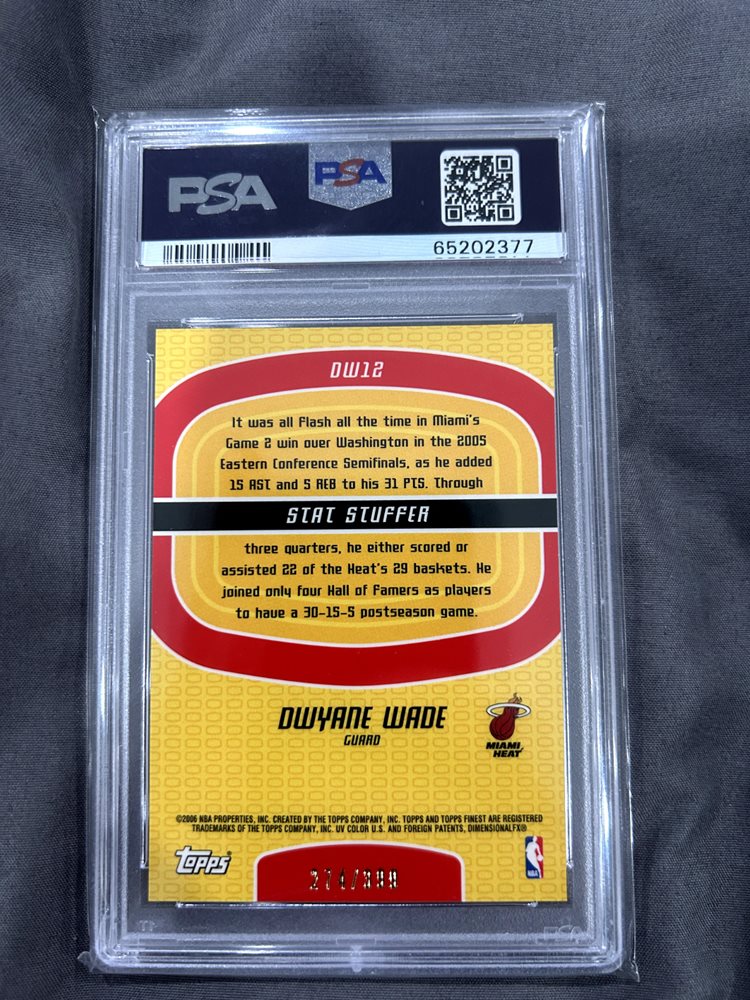 PSA
PSA
65202377
DW12
It was all Flash all the time in Miami's
Game 2 win over Washington in the 2005
Eastern Conference Semifinals, as he added
15 AST and 5 REB to his 31 PTS. Through
STAT STUFFER
three quarters, he either scored or
assisted 22 of the Heat's 29 baskets. He
joined only four Hall of Famers as players
to have a 30-15-5 postseason game.
DWYANE WADE
GUARD
MIAMI
HEAT
©2006 NBA PROPERTIES, INC. CREATED BY THE TOPPS COMPANY, INC. TOPPS AND TOPPS FINEST ARE REGISTERED
TRADEMARKS OF THE TOPPS COMPANY, INC. UV COLOR U.S. AND FOREIGN PATENTS, DIMENSIONALFX®
topps®
NBA
PSA